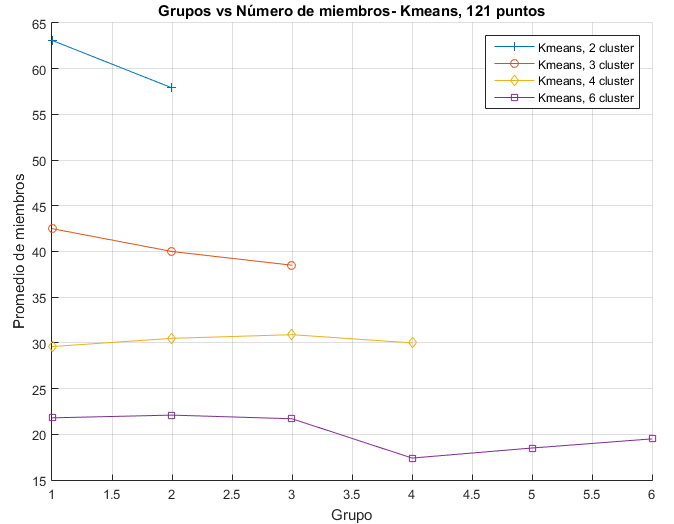 Grupos vs Número de miembros- Kmeans, 121 puntos
Kmeans, 2 cluster
Kmeans, 3 cluster
Kmeans, 4 cluster
Kmeans, 6 cluster
Promedio de miembros
65
60
55
50
45
40
35
30
25
20
15
1 1.5 2 2.5 3 3.5 4 4.5 5 5.5 6
Grupo